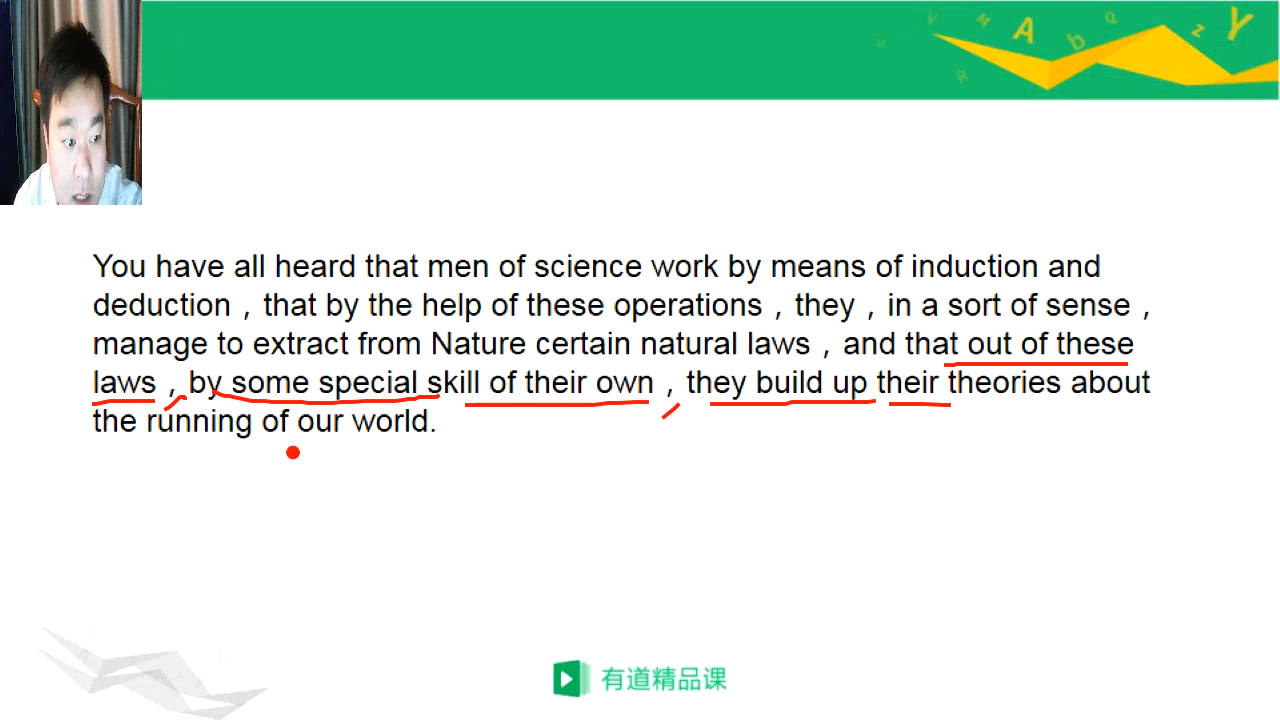 You have all heard that men of science work by means of induction and
deduction , that by the help of these operations , they , in a sort of sense ,
manage to extract from Nature certain natural laws , and that out of these
laws , by some special skill of their own , they build up their theories about
the running of our world.
有道精品课